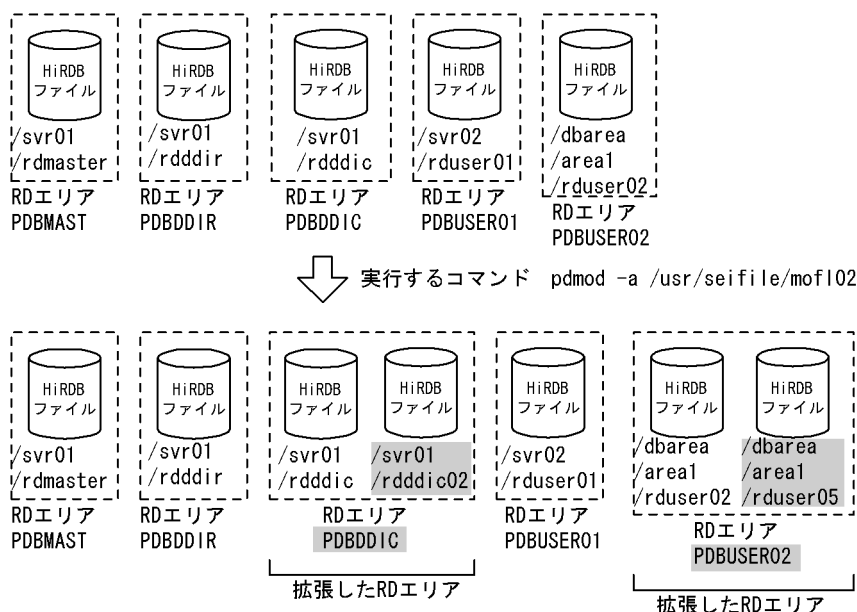 HiRDB
ファイル
/svr01
/rdmaster
RDエリア
PDBMAST
HiRDB
ファイル
/svr01
/rdddir
RDエリア
PDBDDIR
HiRDB
ファイル
/svr01
/rdddic
RDエリア
PDBDDIC
HiRDB
ファイル
/svr02
/rduser01
RDエリア
PDBUSER01
HiRDB
ファイル
/dbarea
/area1
/rduser02
RDエリア
PDBUSER02
実行するコマンド pdmod -a /usr/seifile/mofl02
HiRDB
ファイル
/svr01
/rdmaster
RDエリア
PDBMAST
HiRDB
ファイル
/svr01
/rdddir
RDエリア
PDBDDIR
HiRDB
ファイル
/svr01
/rdddic
HiRDB
ファイル
/svr01
/rdddic02
RDエリア
PDBDDIC
拡張したRDエリア
HiRDB
ファイル
/svr02
/rduser01
RDエリア
PDBUSER01
HiRDB
ファイル
/dbarea
/area1
/rduser02
HiRDB
ファイル
/dbarea
/area1
/rduser05
RDエリア
PDBUSER02
拡張したRDエリア